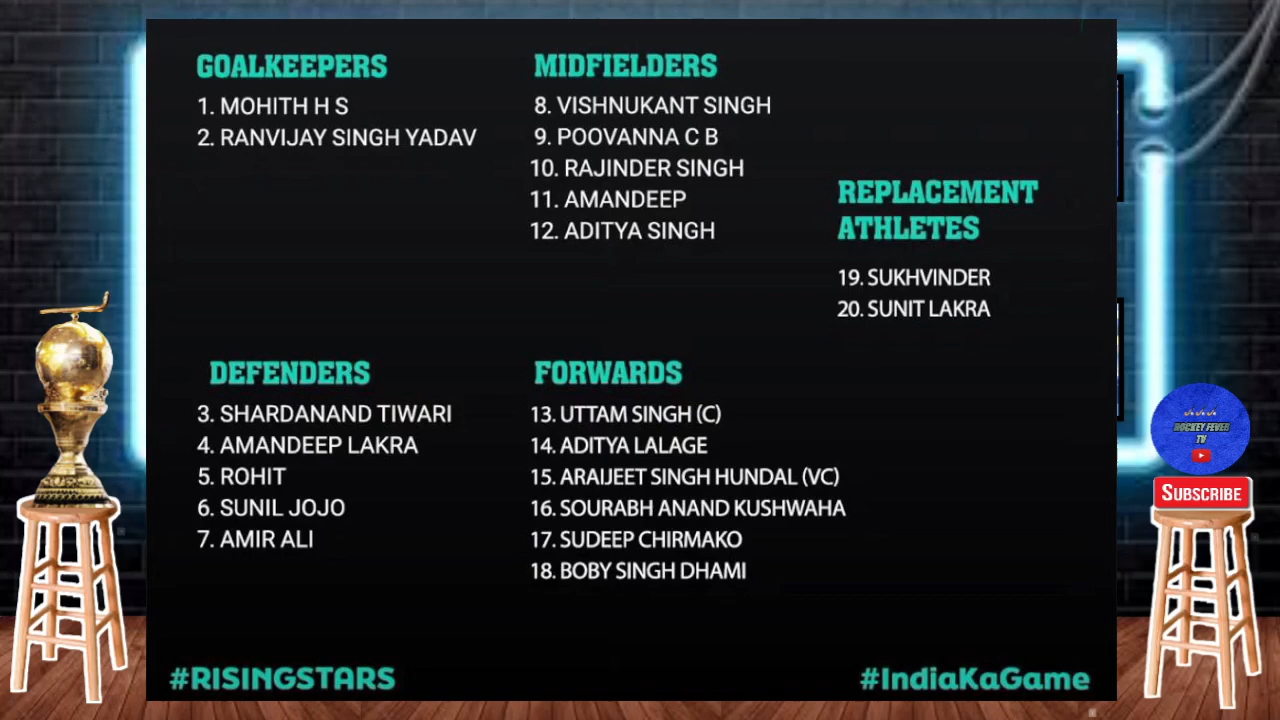 GOALKEEPERS
1. MOHITH H S
2. RANVIJAY SINGH YADAV
MIDFIELDERS
8. VISHNUKANT SINGH
9. POOVANNA C B
10. RAJINDER SINGH
11. AMANDEEP
12. ADITYA SINGH
REPLACEMENT
ATHLETES
19. SUKHVINDER
20. SUNIT LAKRA
DEFENDERS
3. SHARDANAND TIWARI
4. AMANDEEP LAKRA
5. ROHIT
6. SUNIL JOJO
7. AMIR ALI
FORWARDS
13. UTTAM SINGH (C)
14. ADITYA LALAGE
15. ARAIJEET SINGH HUNDAL (VC)
16. SOURABH ANAND KUSHWAHA
17. SUDEEP CHIRMAKO
18. BOBY SINGH DHAMI
HOCKEY FEVER
TV
SUBSCRIBE
#RISINGSTARS
#IndiaKaGame